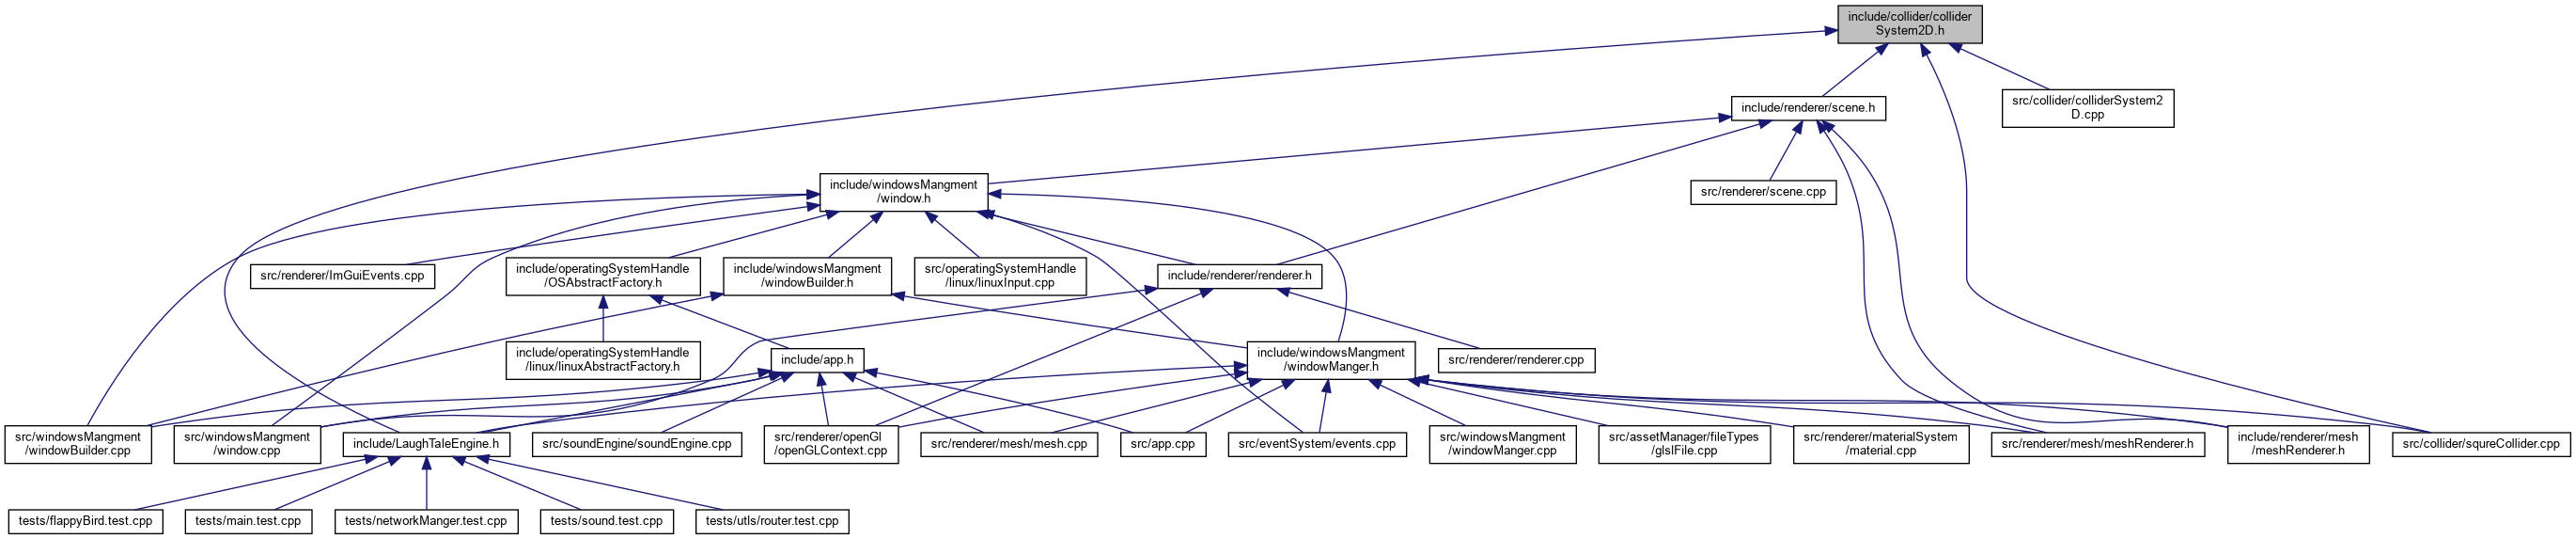 include/collider/collider
System2D.h
include/renderer/scene.h
src/collider/colliderSystem2
D.cpp
include/windowsMangment
/window.h
src/renderer/scene.cpp
src/renderer/ImGuiEvents.cpp
include/operatingSystemHandle
/OSAbstractFactory.h
include/windowsMangment
/windowBuilder.h
src/operatingSystemHandle
/linux/linuxInput.cpp
include/renderer/renderer.h
include/operatingSystemHandle
/linux/linuxAbstractFactory.h
include/app.h
include/windowsMangment
/windowManger.h
src/renderer/renderer.cpp
src/windowsMangment
/windowBuilder.cpp
src/windowsMangment
/window.cpp
include/LaughTaleEngine.h
src/soundEngine/soundEngine.cpp
src/renderer/openGl
/openGLContext.cpp
src/renderer/mesh/mesh.cpp
src/app.cpp
src/eventSystem/events.cpp
src/windowsMangment
/windowManger.cpp
src/assetManager/fileTypes
/glslFile.cpp
src/renderer/materialSystem
/material.cpp
src/renderer/mesh/meshRenderer.h
include/renderer/mesh
/meshRenderer.h
src/collider/squreCollider.cpp
tests/flappyBird.test.cpp
tests/main.test.cpp
tests/networkManger.test.cpp
tests/sound.test.cpp
tests/utls/router.test.cpp